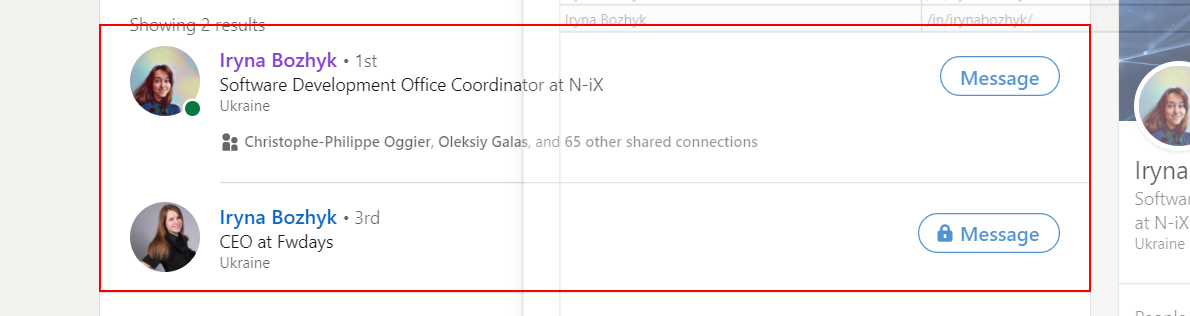 Showing 2 results
Iryna Bozhyk
/in/irynabozhyk/
Iryna Bozhyk • 1st
Software Development Office Coordinator at N-iX
Ukraine
Message
Christophe-Philippe Oggier, Oleksiy Galas, and 65 other shared connections
Iryna Bozhyk • 3rd
CEO at Fwdays
Ukraine
Message
Iryna
Softwa
at N-iX
Ukraine